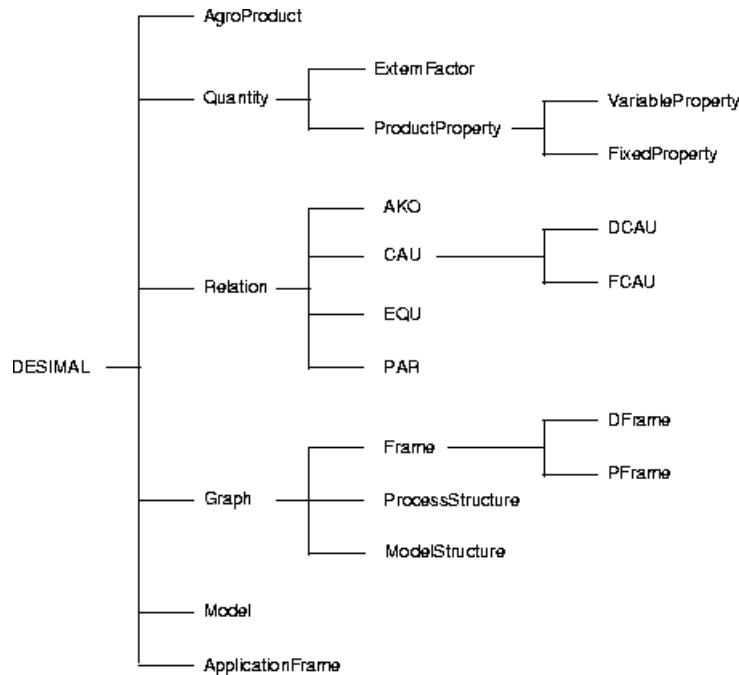 AgroProduct
Quantity
ExternFactor
ProductProperty
VariableProperty
FixedProperty
Relation
AKO
CAU
DCAU
FCAU
EQU
PAR
DESIMAL
Graph
Frame
DFrame
PFrame
ProcessStructure
ModelStructure
Model
ApplicationFrame